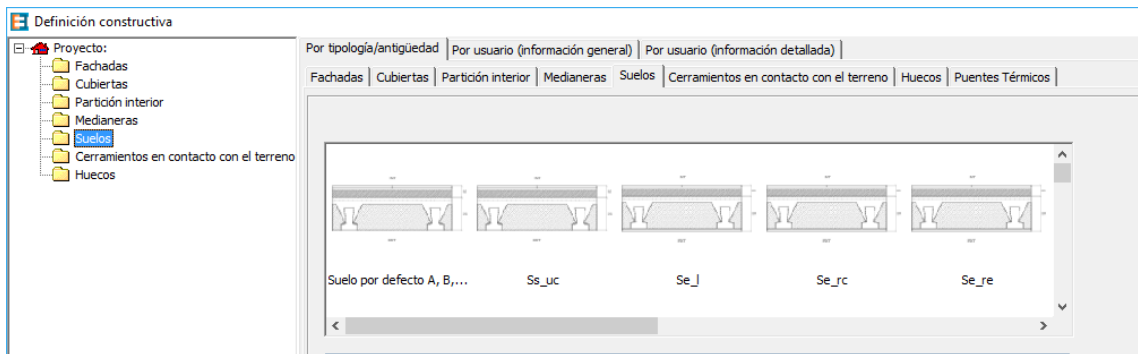 Definición constructiva
Proyecto:
Fachadas
Cubiertas
Partición interior
Medianeras
Suelos
Cerramientos en contacto con el terreno
Huecos
Por tipología/antigüedad Por usuario (información general) Por usuario (información detallada)
Fachadas Cubiertas Partición interior Medianeras Suelos Cerramientos en contacto con el terreno Huecos Puentes Térmicos
Suelo por defecto A, B,... Ss_uc Se_l Se_rc Se_re